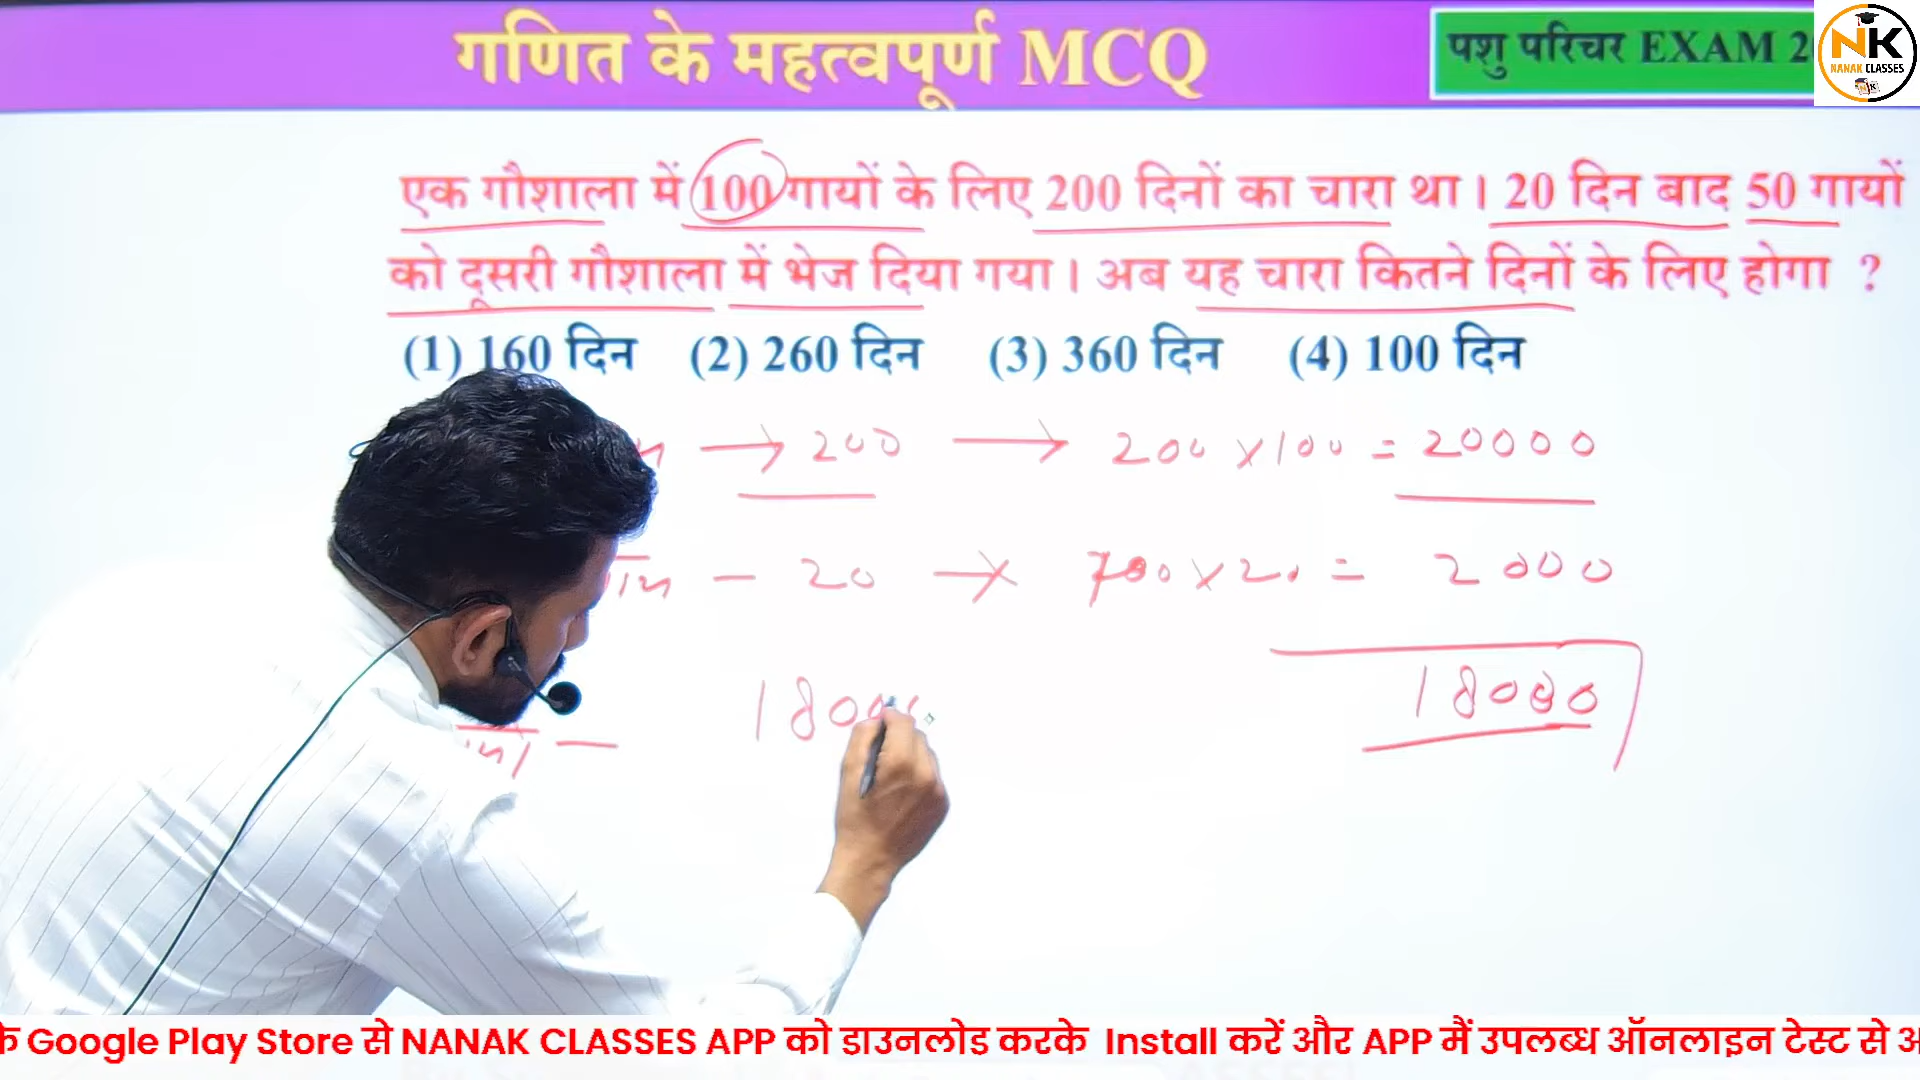 गणित के महत्वपूर्ण MCQ
पशु परिचर EXAM
NK
NANAK CLASSES
एक गौशाला में 100 गायों के लिए 200 दिनों का चारा था। 20 दिन बाद 50 गायों
को दूसरी गौशाला में भेज दिया गया। अब यह चारा कितने दिनों के लिए होगा ?
(1) 160 दिन (2) 260 दिन (3) 360 दिन (4) 100 दिन
→ 200 → 200 × 100 = 20000
— 20 → 100 × 20 = 2000
18000
18000
के Google Play Store से NANAK CLASSES APP को डाउनलोड करके Install करें और APP मैं उपलब्ध ऑनलाइन टेस्ट से